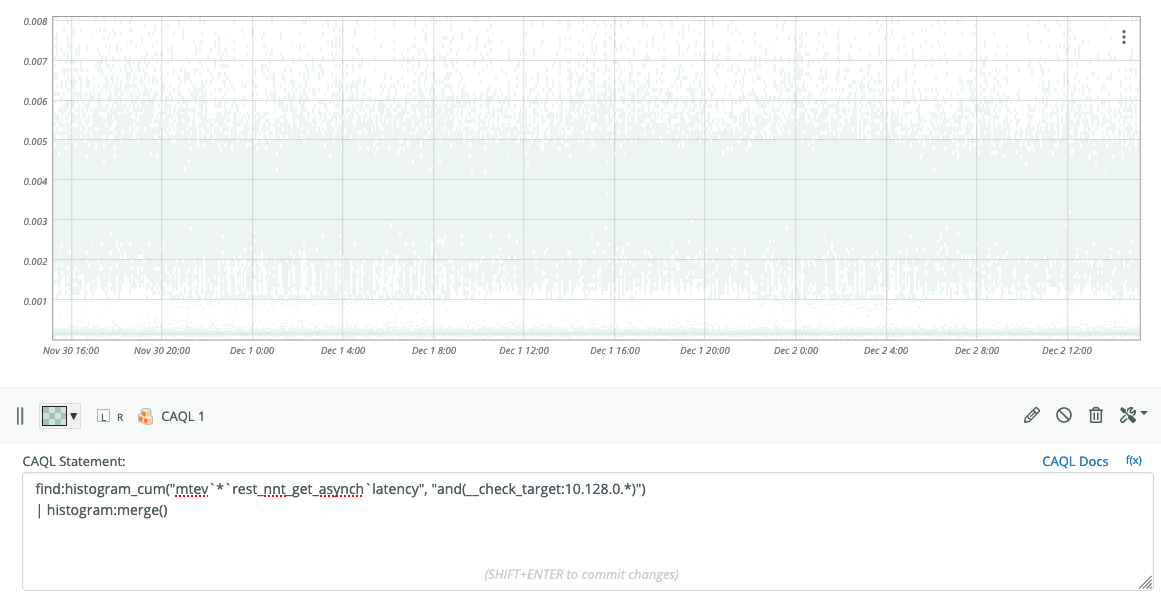 0.008
0.007
0.006
0.005
0.004
0.003
0.002
0.001
Nov 30 16:00 Nov 30 20:00 Dec 1 0:00 Dec 1 4:00 Dec 1 8:00 Dec 1 12:00 Dec 1 16:00 Dec 1 20:00 Dec 2 0:00 Dec 2 4:00 Dec 2 8:00 Dec 2 12:00
L R CAQL 1
CAQL Statement: CAQL Docs f(x)
find:histogram_cum("mtev`*`rest_nnt_get_asynch`latency", "and(__check_target:10.128.0.*)")
| histogram:merge()
(SHIFT+ENTER to commit changes)